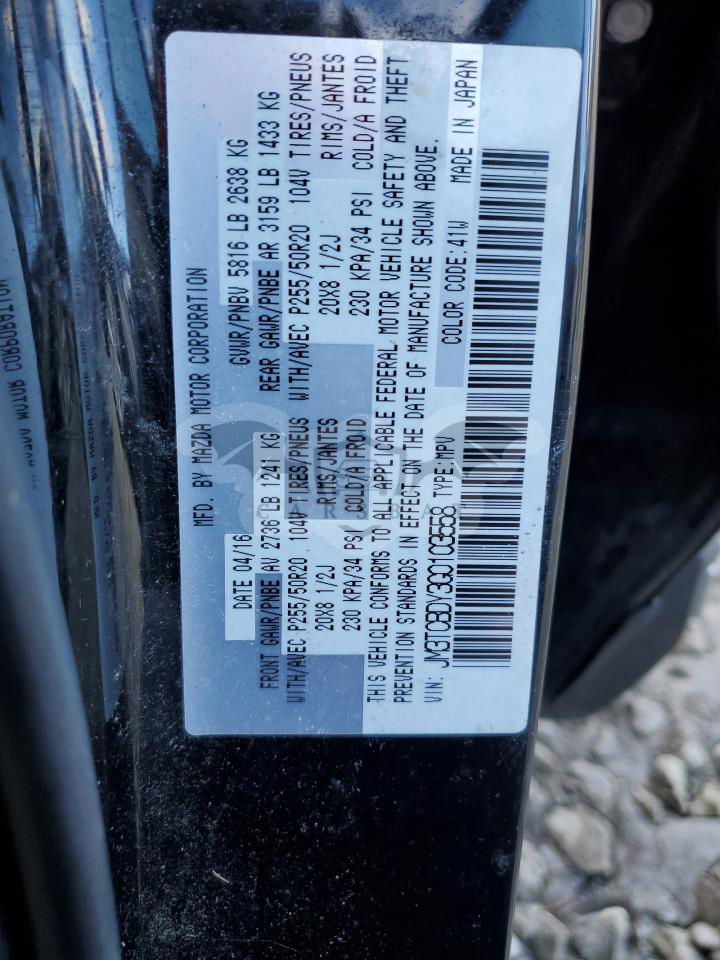 MFD. BY MAZDA MOTOR CORPORATION
DATE 04/16 GVWR/PNBV 5816 LB 2638 KG
FRONT GAWR/PNBE AV 2736 LB 1241 KG REAR GAWR/PNBE AR 3159 LB 1433 KG
WITH/AVEC P255/50R20 104V TIRES/PNEUS WITH/AVEC P255/50R20 104V TIRES/PNEUS
20X8 1/2J RIMS/JANTES 20X8 1/2J RIMS/JANTES
230 KPA/34 PSI COLD/A FROID 230 KPA/34 PSI COLD/A FROID
THIS VEHICLE CONFORMS TO ALL APPLICABLE FEDERAL MOTOR VEHICLE SAFETY AND THEFT
PREVENTION STANDARDS IN EFFECT ON THE DATE OF MANUFACTURE SHOWN ABOVE.
VIN: JM3TCBDY3G0103558 TYPE:MPV COLOR CODE:41W MADE IN JAPAN